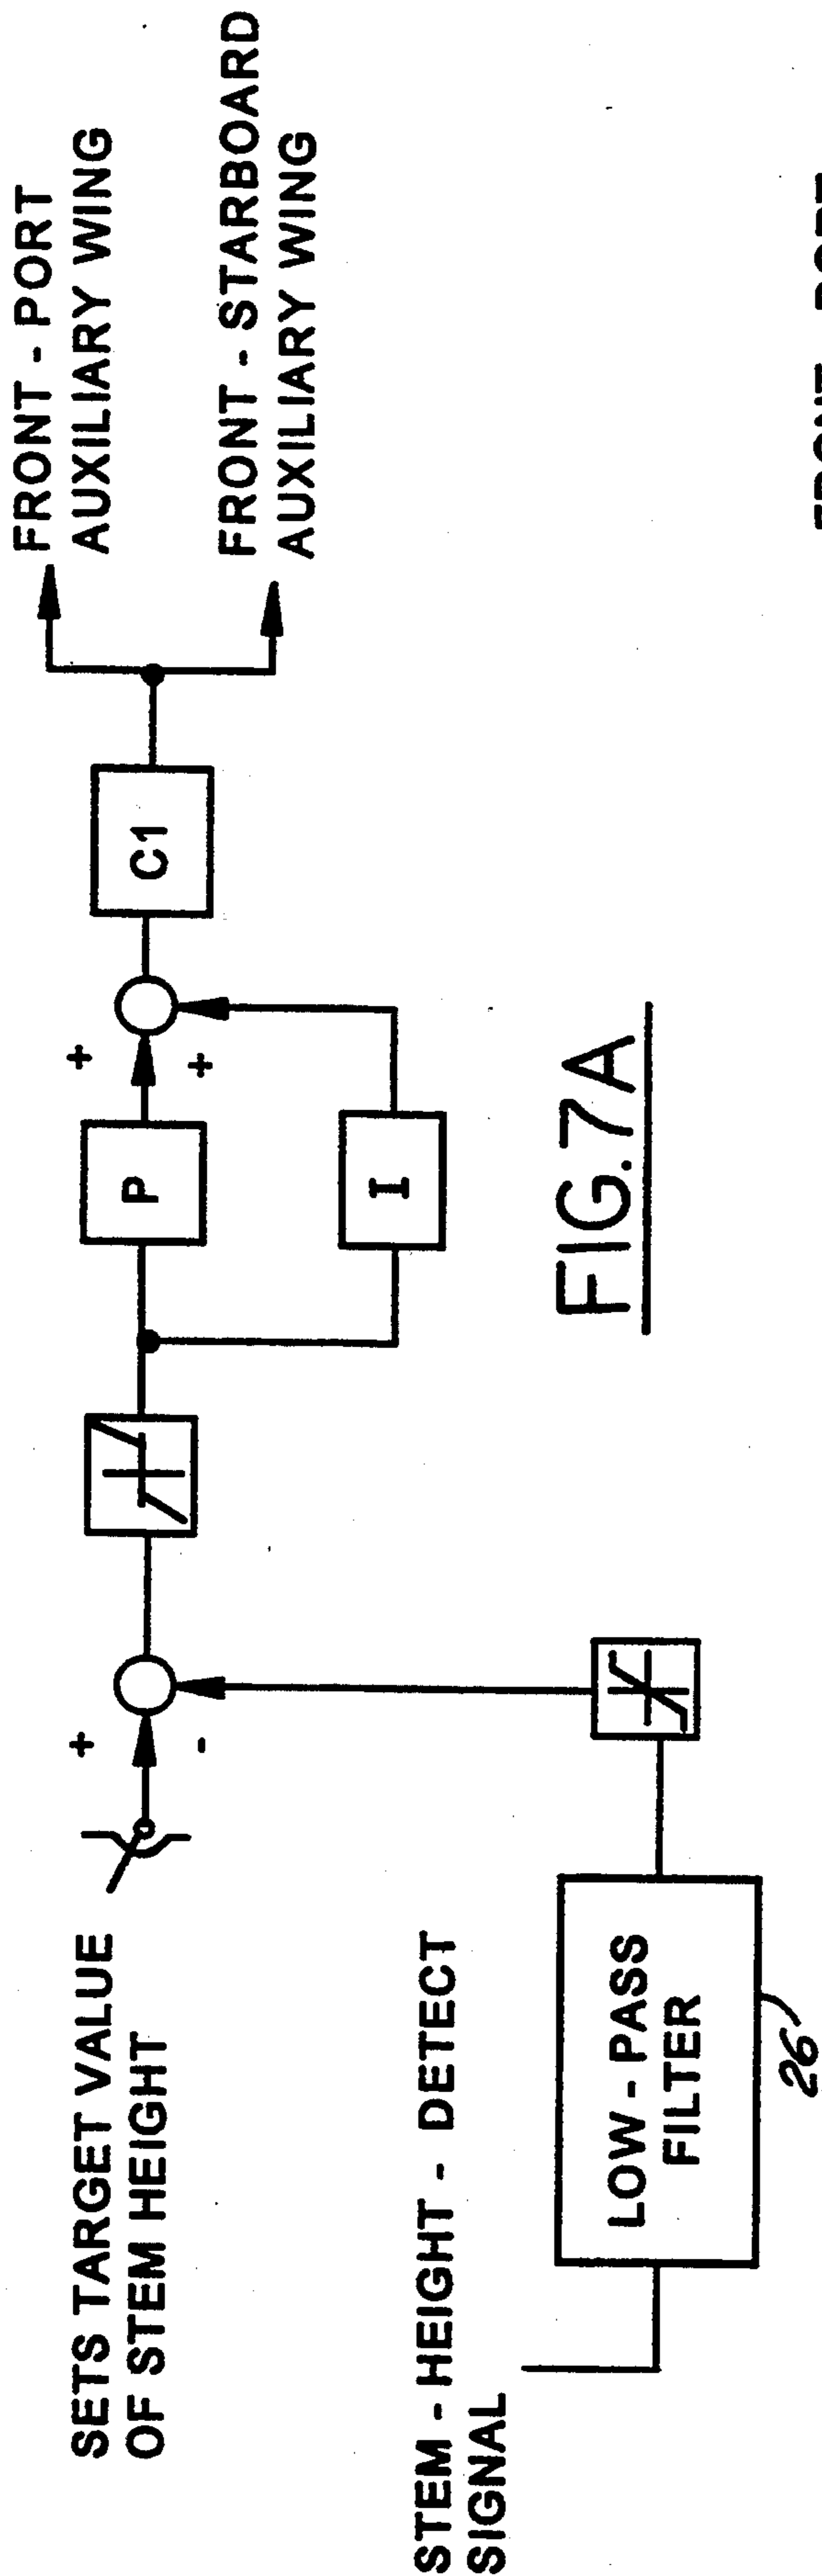 SETS TARGET VALUE
OF STEM HEIGHT
+
-
STEM - HEIGHT - DETECT
SIGNAL
LOW - PASS
FILTER
26
P
I
+
+
C1
FRONT - PORT
AUXILIARY WING
FRONT - STARBOARD
AUXILIARY WING
FIG.7A